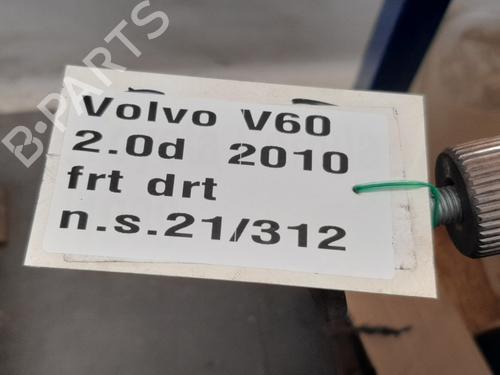 B-PARTS
Volvo V60
2.0d 2010
frt drt
n.s.21/312